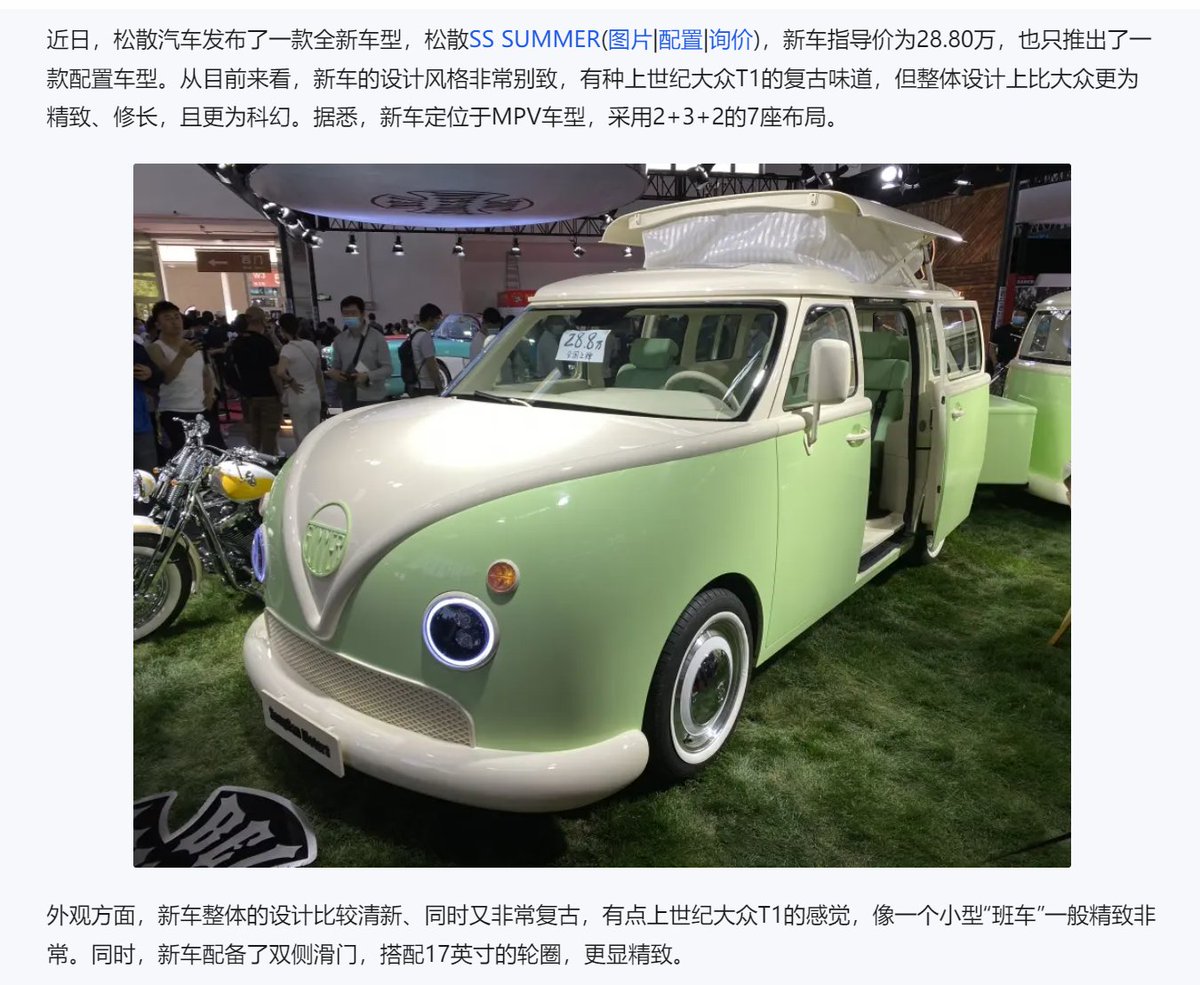 近日，松散汽车发布了一款全新车型，松散SS SUMMER(图片|配置|询价)，新车指导价为28.80万，也只推出了一
款配置车型。从目前来看，新车的设计风格非常别致，有种上世纪大众T1的复古味道，但整体设计上比大众更为
精致、修长，且更为科幻。据悉，新车定位于MPV车型，采用2+3+2的7座布局。
西门
W3
28.8万
全国上牌
SUMMER
外观方面，新车整体的设计比较清新、同时又非常复古，有点上世纪大众T1的感觉，像一个小型“班车”一般精致非
常。同时，新车配备了双侧滑门，搭配17英寸的轮圈，更显精致。